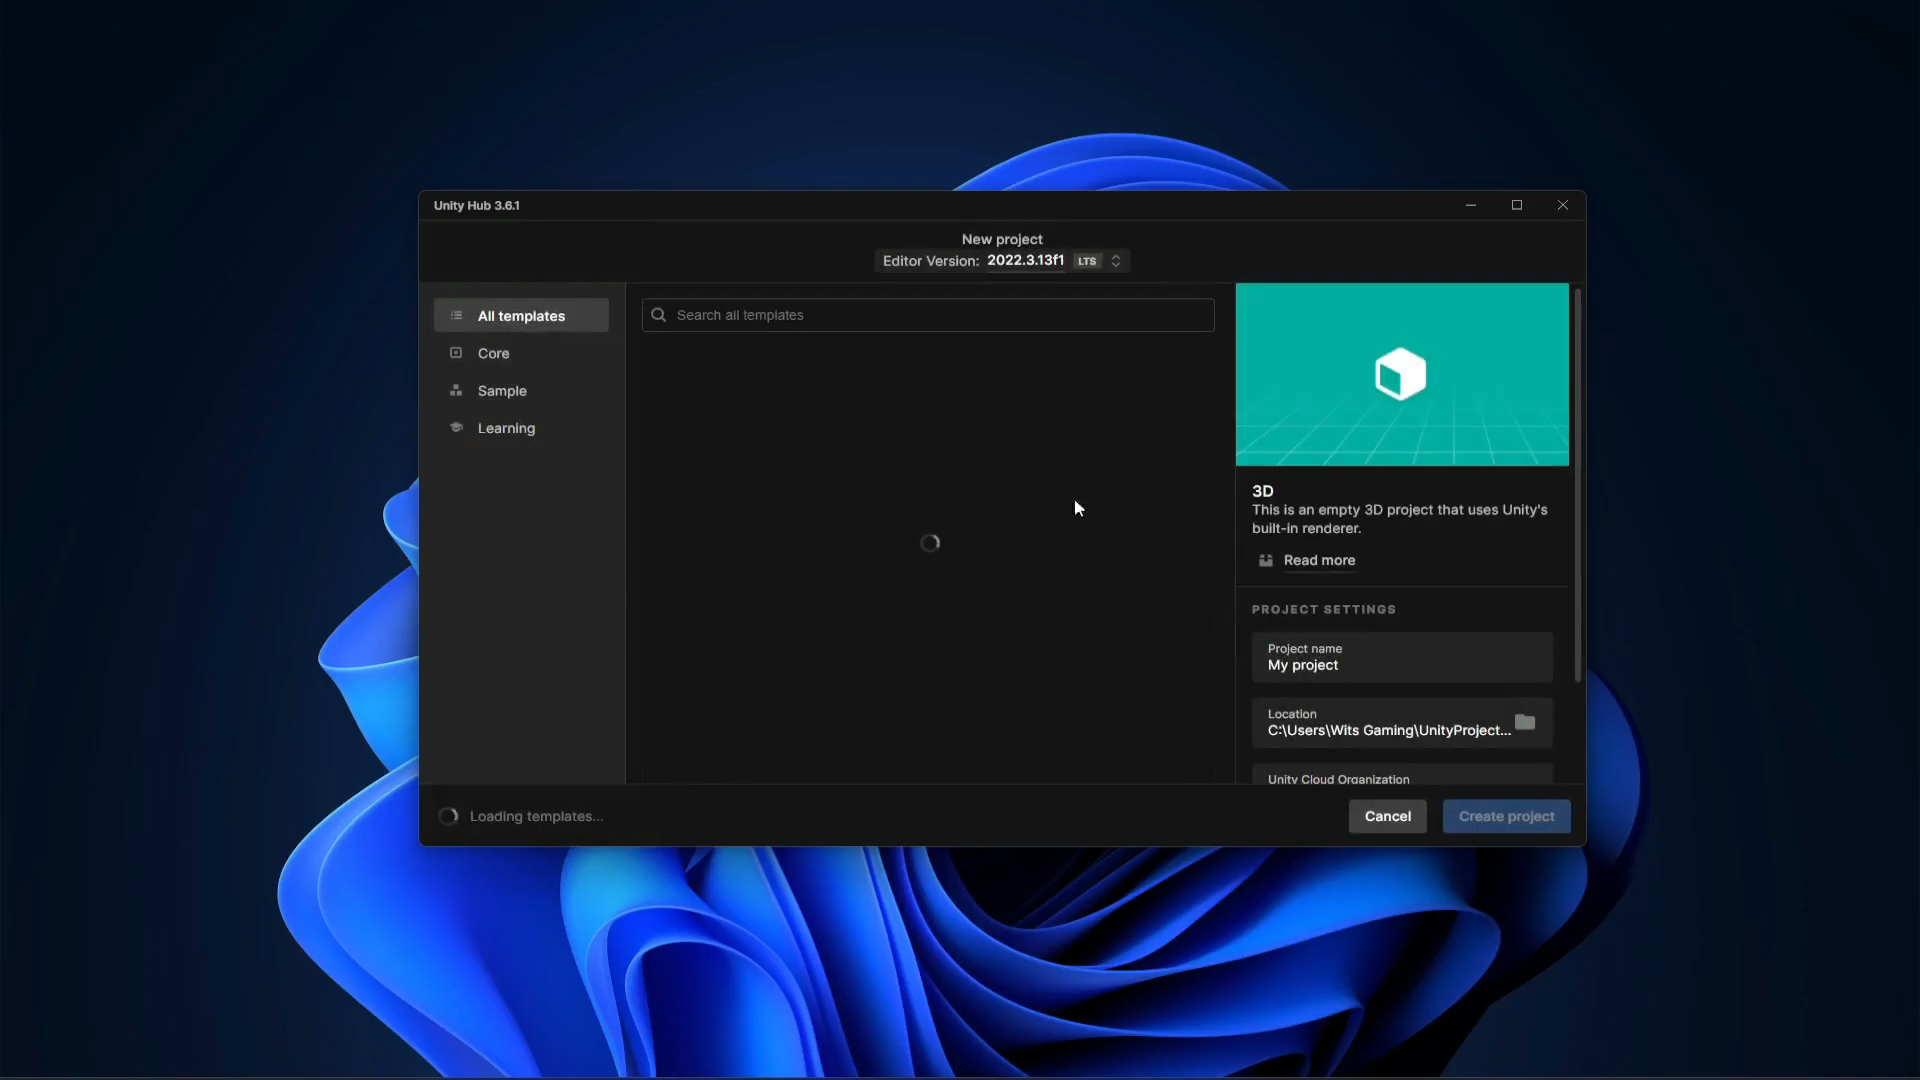 Unity Hub 3.6.1
New project
Editor Version: 2022.3.13f1 LTS
All templates
Core
Sample
Learning
Search all templates
3D
This is an empty 3D project that uses Unity's
built-in renderer.
Read more
PROJECT SETTINGS
Project name
My project
Location
C:\Users\Wits Gaming\UnityProject...
Unity Cloud Organization
Loading templates...
Cancel
Create project